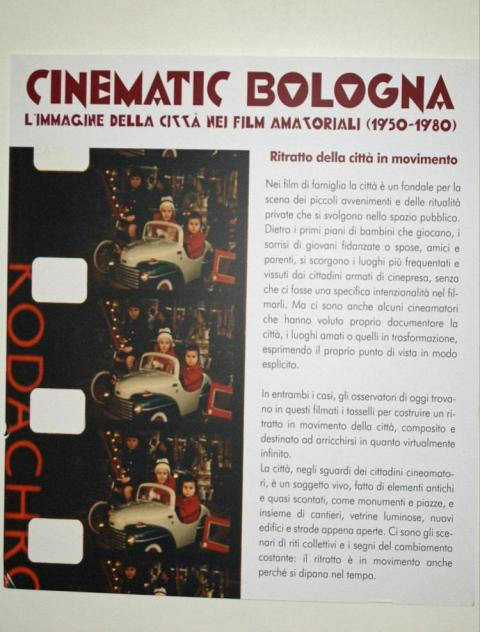 CINEMATIC BOLOGNA
L'IMMAGINE DELLA CITTÀ NEI FILM AMATORIALI (1950-1980)
Ritratto della città in movimento
Nei film di famiglia la città è un fondale per la
scena dei piccoli avvenimenti e delle ritualità
private che si svolgono nello spazio pubblico.
Dietro i primi piani di bambini che giocano, i
sorrisi di giovani fidanzate o spose, amici e
parenti, si scorgono i luoghi più frequentati e
vissuti dai cittadini armati di cinepresa, senza
che ci fosse una specifica intenzionalità nel fil-
marli. Ma ci sono anche alcuni cineamatori
che hanno voluto proprio documentare la
città, i luoghi amati o quelli in trasformazione,
esprimendo il proprio punto di vista in modo
esplicito.
In entrambi i casi, gli osservatori di oggi trova-
no in questi filmati i tasselli per costruire un ri-
tratto in movimento della città, composito e
destinato ad arricchirsi in quanto virtualmente
infinito.
La città, negli sguardi dei cittadini cineamato-
ri, è un soggetto vivo, fatto di elementi antichi
e quasi scontati, come monumenti e piazze, e
insieme di cantieri, vetrine luminose, nuovi
edifici e strade appena aperte. Ci sono gli sce-
nari di riti collettivi e i segni del cambiamento
costante: il ritratto è in movimento anche
perché si dipana nel tempo.
KODACHRO